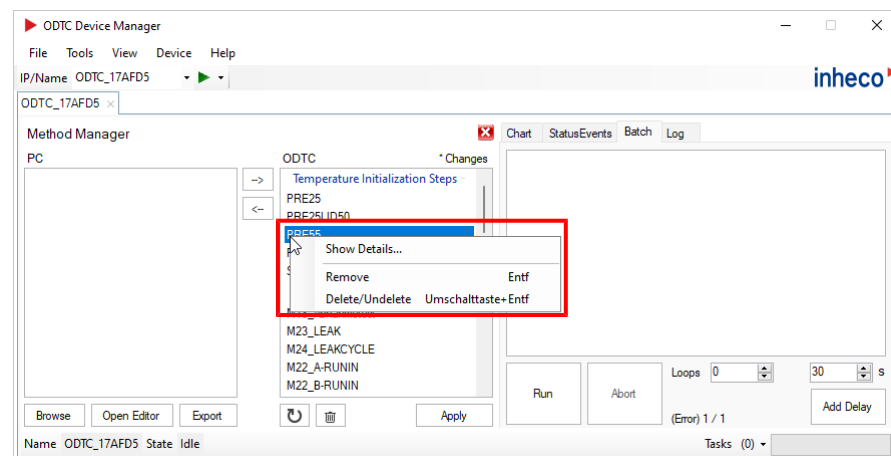 ODTC Device Manager
File Tools View Device Help
IP/Name ODTC_17AFD5
inheco
ODTC_17AFD5
Method Manager
Chart StatusEvents Batch Log
PC
ODTC
* Changes
-->
<--
Temperature Initialization Steps
PRE25
PRE25LID50
PRE55
Show Details...
Remove Entf
Delete/Undelete Umschalttaste+Entf
M23_LEAK
M24_LEAKCYCLE
M22_A-RUNIN
M22_B-RUNIN
Browse Open Editor Export
Apply
Run
Abort
Loops 0
30 s
(Error) 1 / 1
Add Delay
Name ODTC_17AFD5 State Idle
Tasks (0)